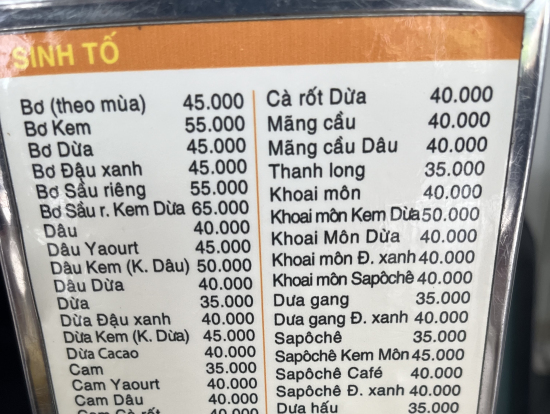 SINH TỐ
Bơ (theo mùa) 45.000
Bơ Kem 55.000
Bơ Dừa 45.000
Bơ Đậu xanh 45.000
Bơ Sầu riêng 55.000
Bơ Sầu r. Kem Dừa 65.000
Dâu 40.000
Dâu Yaourt 45.000
Dâu Kem (K. Dâu) 50.000
Dâu Dừa 40.000
Dừa 35.000
Dừa Đậu xanh 40.000
Dừa Kem (K. Dừa) 45.000
Dừa Cacao 40.000
Cam 35.000
Cam Yaourt 40.000
Cam Dâu 40.000
Cam Cà rốt 40.000
Cà rốt Dừa 40.000
Mãng cầu 40.000
Mãng cầu Dâu 40.000
Thanh long 35.000
Khoai môn 40.000
Khoai môn Kem Dừa 50.000
Khoai Môn Dừa 40.000
Khoai môn Đ. xanh 40.000
Khoai môn Sapôchê 40.000
Dưa gang 35.000
Dưa gang Đ. xanh 40.000
Sapôchê 35.000
Sapôchê Kem Môn 45.000
Sapôchê Café 40.000
Sapôchê Đ. xanh 40.000
Dưa hấu 35.000